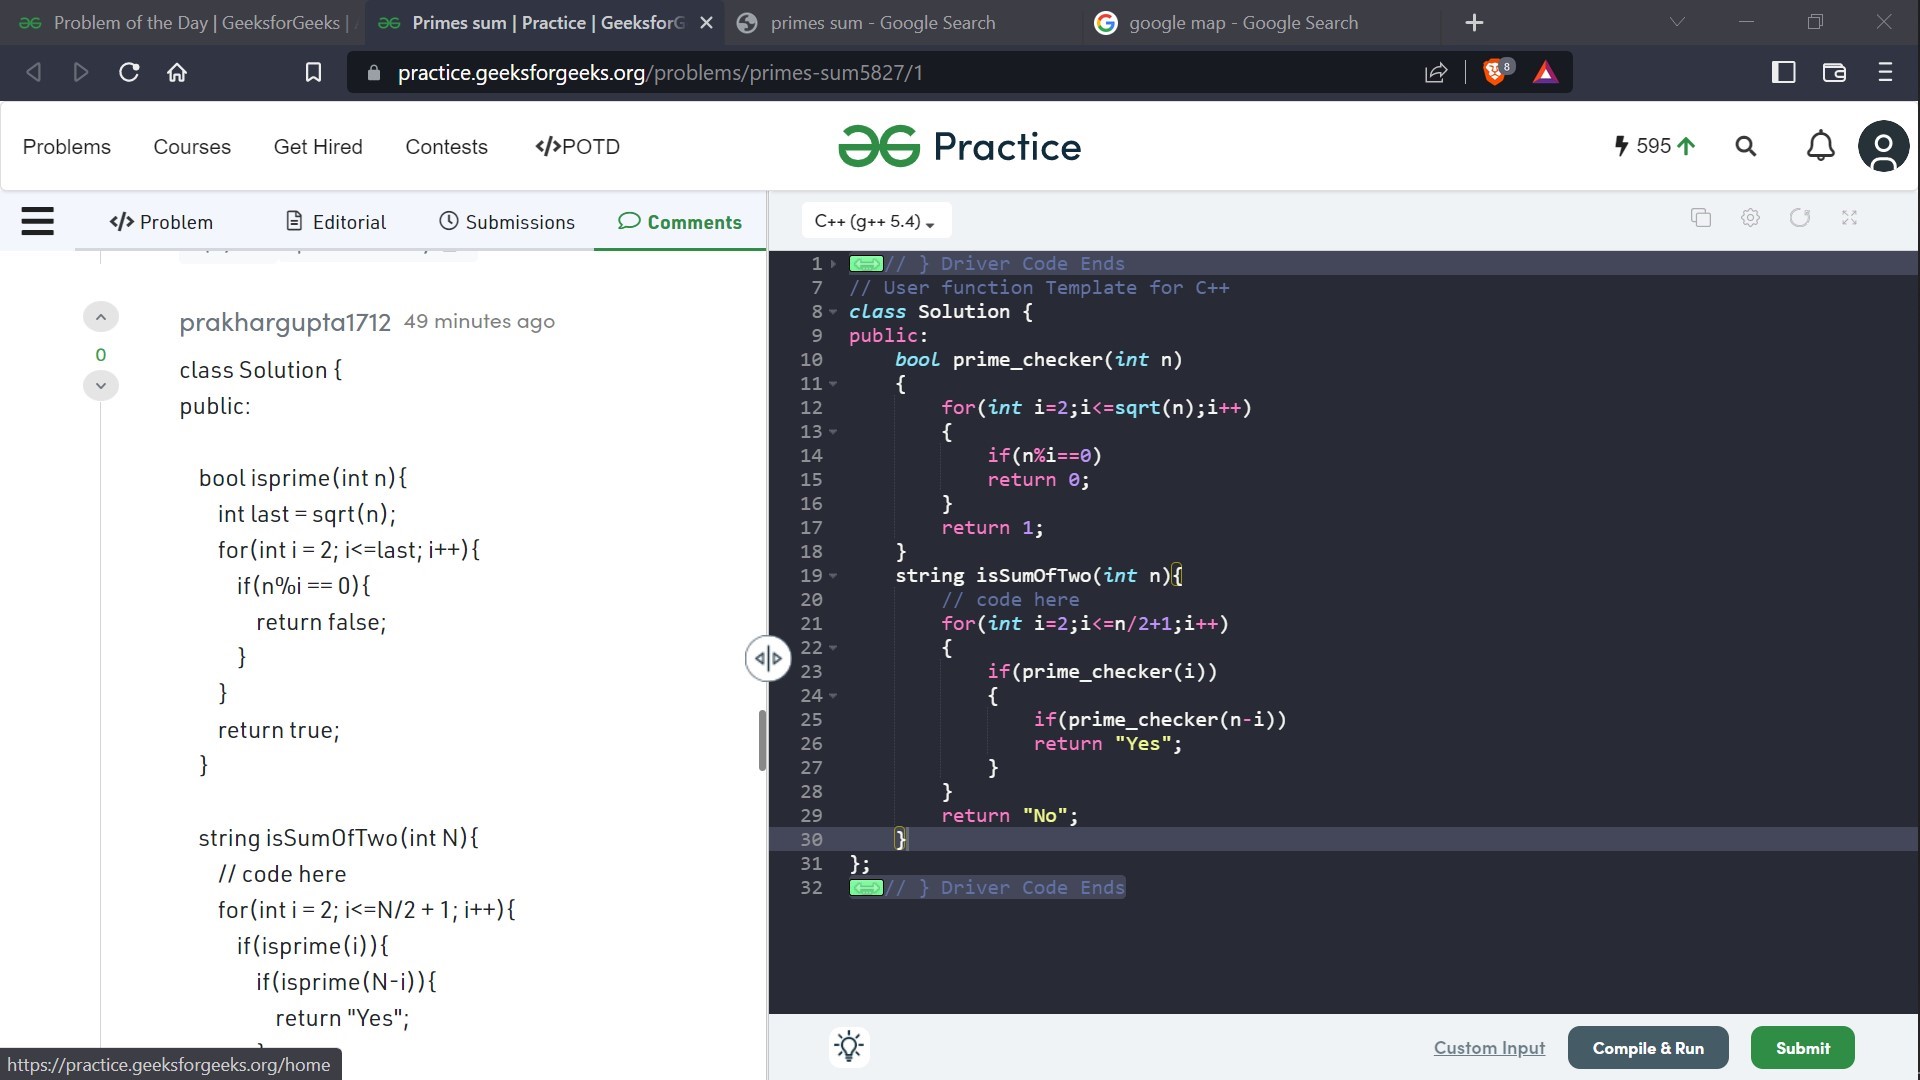 Problem of the Day | GeeksforGeeks |
Primes sum | Practice | GeeksforG
primes sum - Google Search
google map - Google Search
practice.geeksforgeeks.org/problems/primes-sum5827/1
8
Problems
Courses
Get Hired
Contests
</>POTD
Practice
595
</> Problem
Editorial
Submissions
Comments
C++ (g++ 5.4)
prakhargupta1712 49 minutes ago
0
class Solution {
public:
bool isprime(int n){
int last = sqrt(n);
for(int i = 2; i<=last; i++){
if(n%i == 0){
return false;
}
}
return true;
}
string isSumOfTwo(int N){
// code here
for(int i = 2; i<=N/2 + 1; i++){
if(isprime(i)){
if(isprime(N-i)){
return "Yes";
https://practice.geeksforgeeks.org/home
1 // } Driver Code Ends
7 // User function Template for C++
8 class Solution {
9 public:
10 bool prime_checker(int n)
11 {
12 for(int i=2;i<=sqrt(n);i++)
13 {
14 if(n%i==0)
15 return 0;
16 }
17 return 1;
18 }
19 string isSumOfTwo(int n){
20 // code here
21 for(int i=2;i<=n/2+1;i++)
22 {
23 if(prime_checker(i))
24 {
25 if(prime_checker(n-i))
26 return "Yes";
27 }
28 }
29 return "No";
30 }
31 };
32 // } Driver Code Ends
Custom Input
Compile & Run
Submit